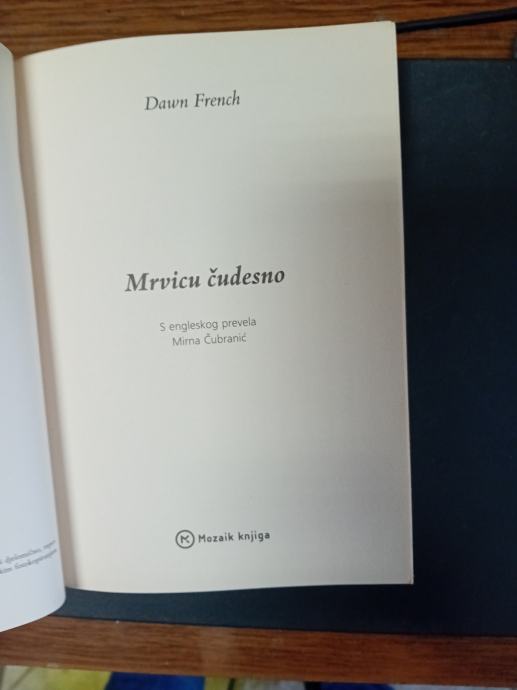 Dawn French
Mrvicu čudesno
S engleskog prevela
Mirna Čubranić
Mozaik knjiga